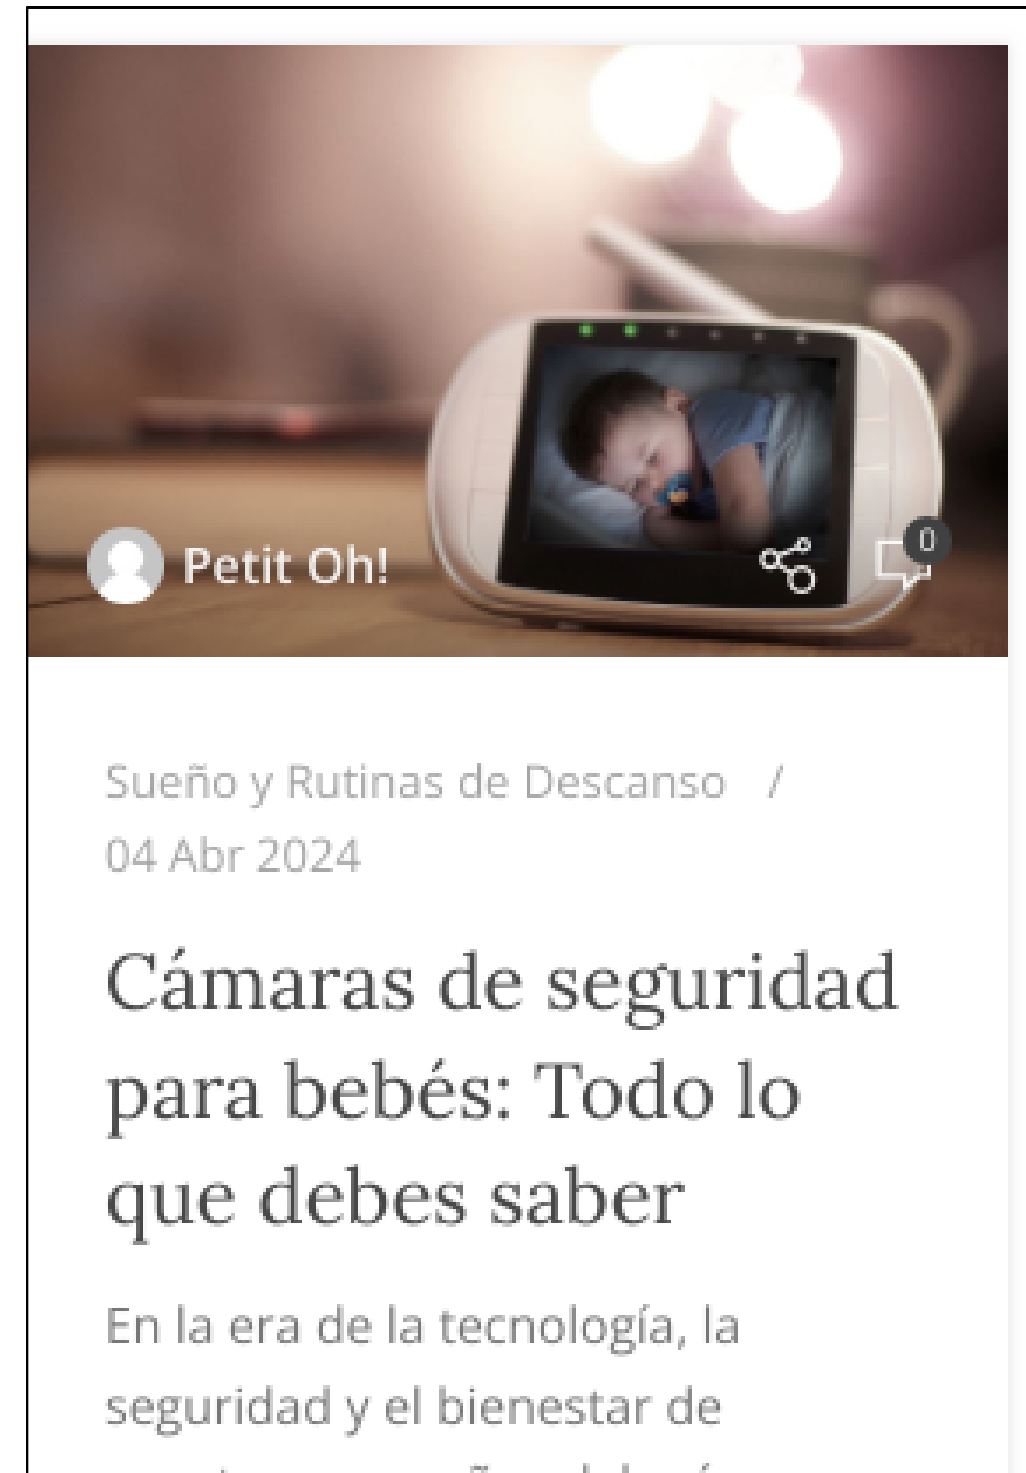 Petit Oh!
0
Sueño y Rutinas de Descanso /
04 Abr 2024
Cámaras de seguridad
para bebés: Todo lo
que debes saber
En la era de la tecnología, la
seguridad y el bienestar de